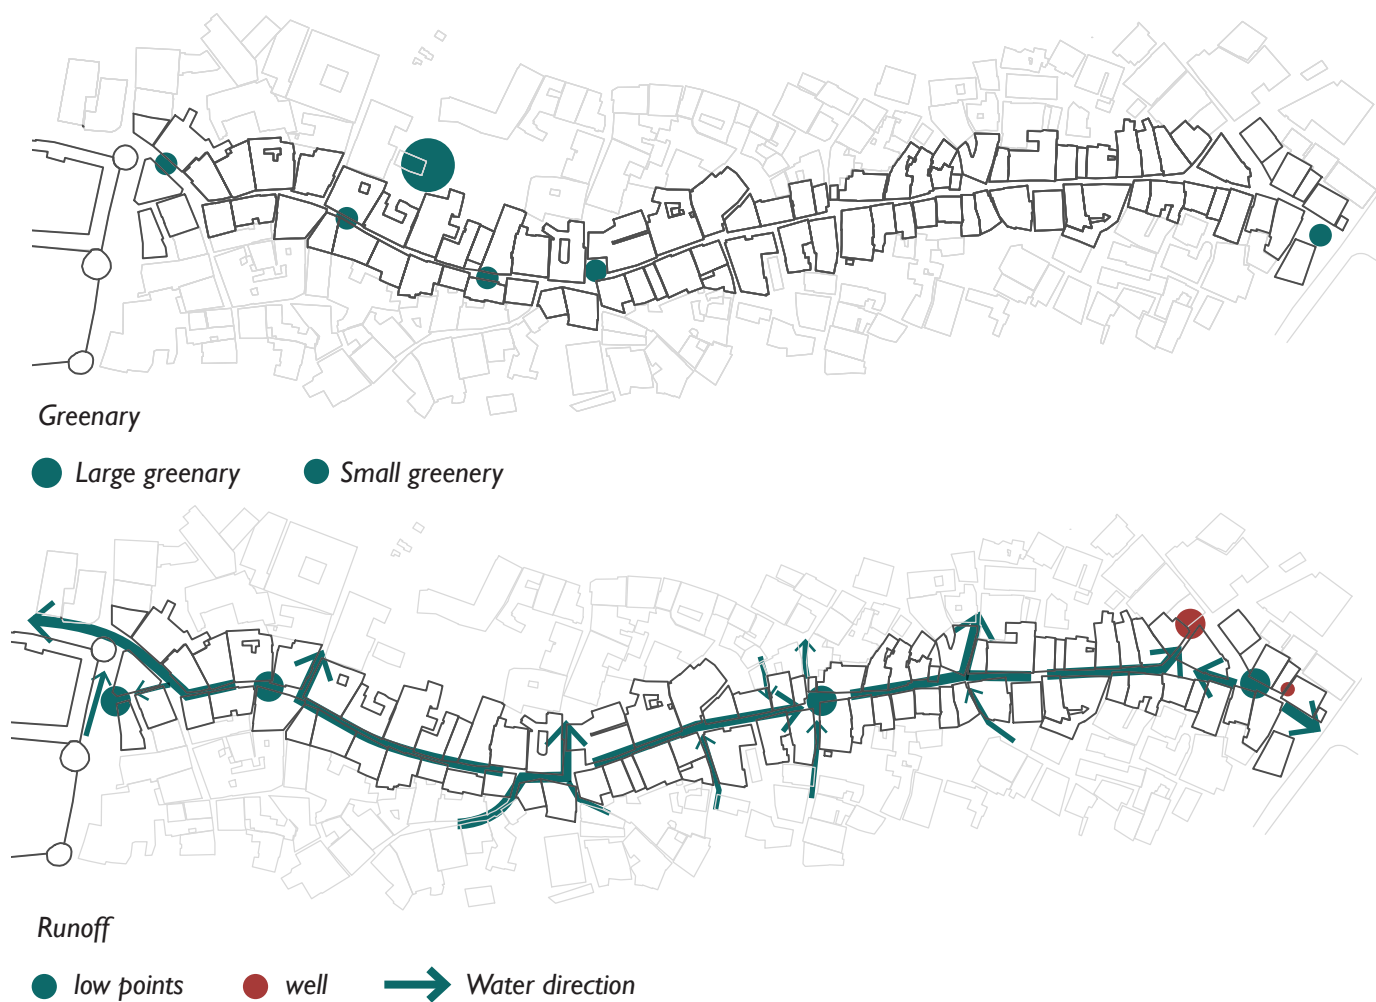 Greenary
Large greenary
Small greenery
Runoff
low points
well
Water direction